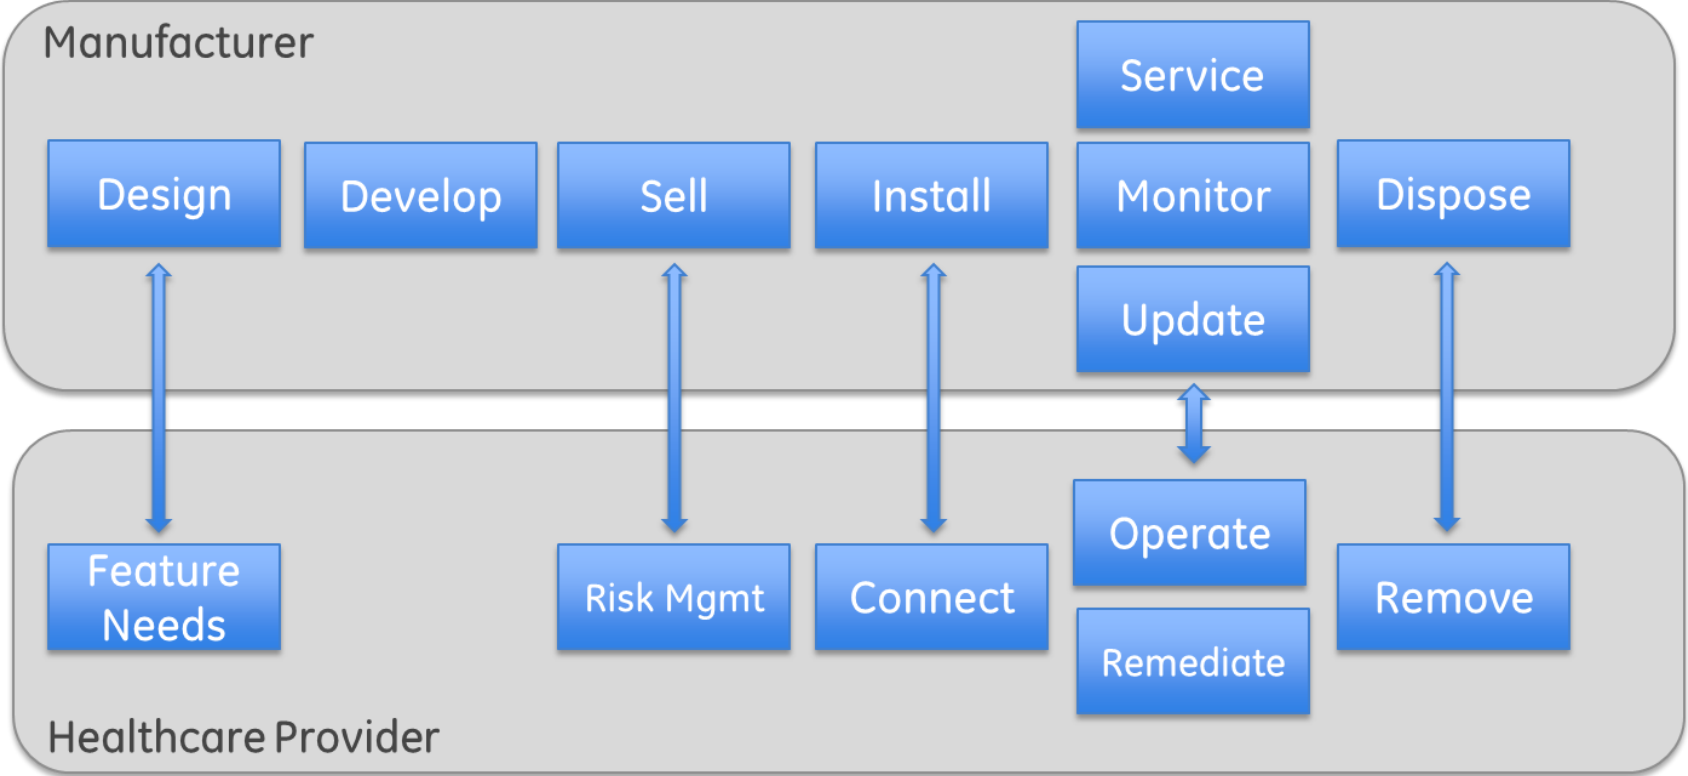 Manufacturer
Service
Design
Develop
Sell
Install
Monitor
Dispose
Update
Operate
Feature
Needs
Risk Mgmt
Connect
Remove
Remediate
Healthcare Provider